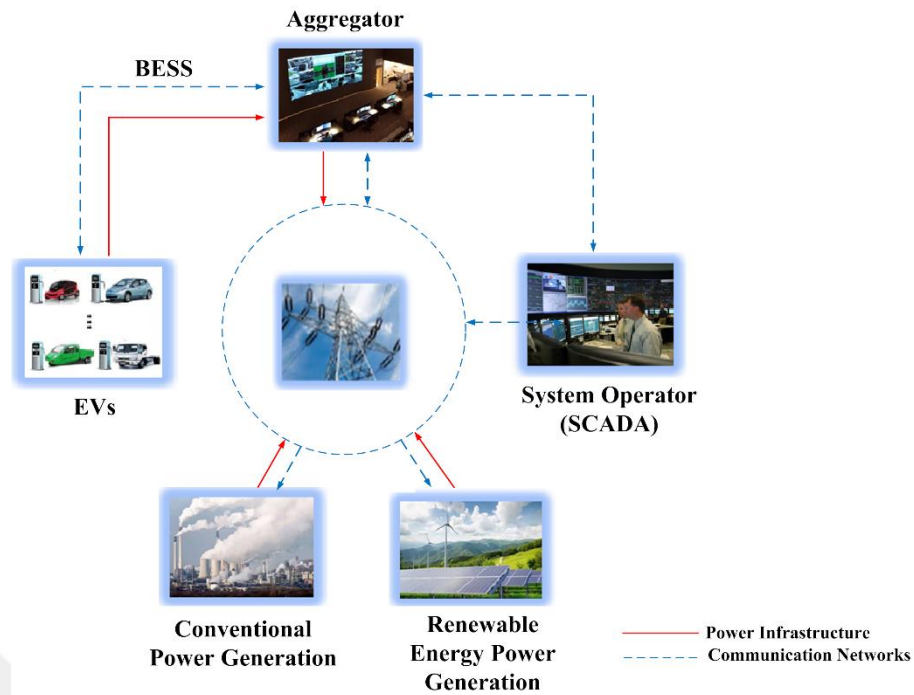 Aggregator
BESS
EVs
System Operator
(SCADA)
Conventional
Power Generation
Renewable
Energy Power
Generation
Power Infrastructure
Communication Networks